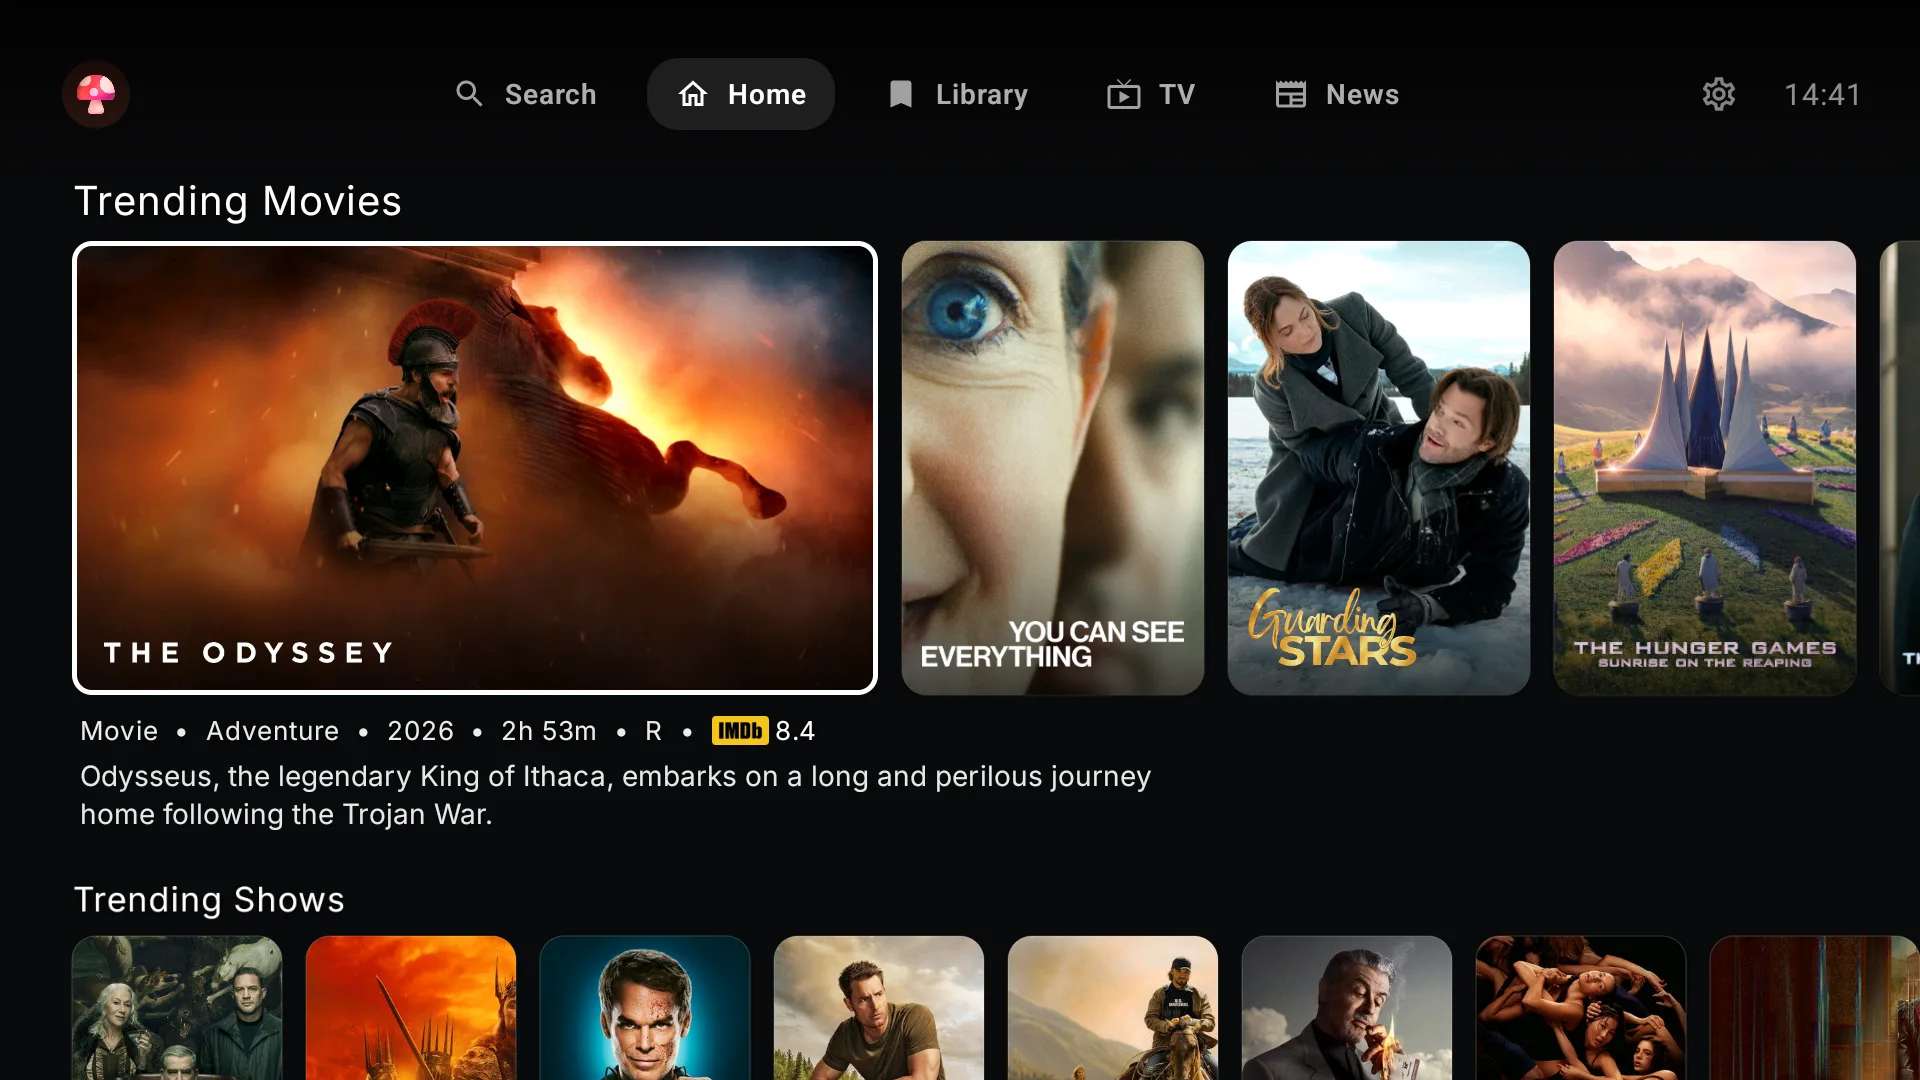 Search
Home
Library
TV
News
14:41
Trending Movies
THE ODYSSEY
YOU CAN SEE
EVERYTHING
Guarding
STARS
THE HUNGER GAMES
SUNRISE ON THE REAPING
Movie • Adventure • 2026 • 2h 53m • R • IMDb 8.4
Odysseus, the legendary King of Ithaca, embarks on a long and perilous journey
home following the Trojan War.
Trending Shows